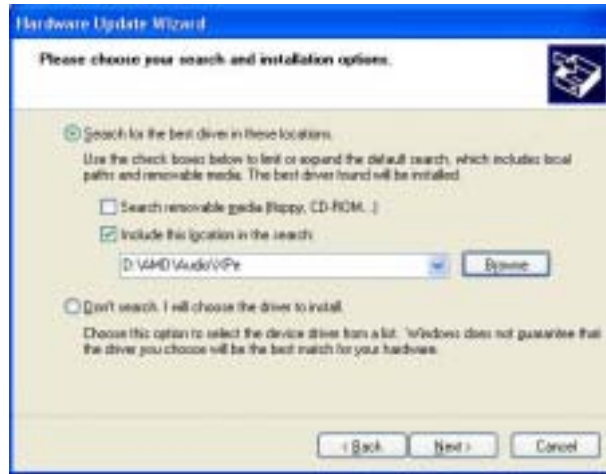 Hardware Update Wizard
Please choose your search and installation options.
Search for the best driver in these locations.
Use the check boxes below to limit or expand the default search, which includes local
paths and removable media. The best driver found will be installed.
Search removable media (floppy, CD-ROM...)
Include this location in the search:
D:\AMD\Audio\XPe
Browse
Don't search. I will choose the driver to install.
Choose this option to select the device driver from a list. Windows does not guarantee that
the driver you choose will be the best match for your hardware.
< Back
Next >
Cancel